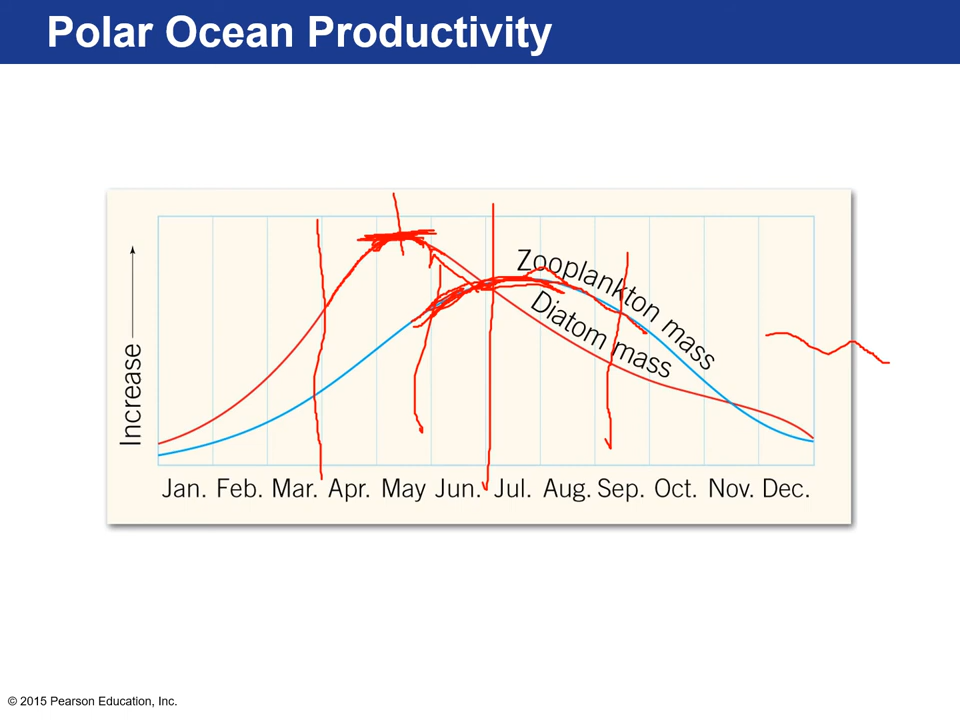 Polar Ocean Productivity
Increase
Zooplankton mass
Diatom mass
Jan. Feb. Mar. Apr. May Jun. Jul. Aug. Sep. Oct. Nov. Dec.
© 2015 Pearson Education, Inc.